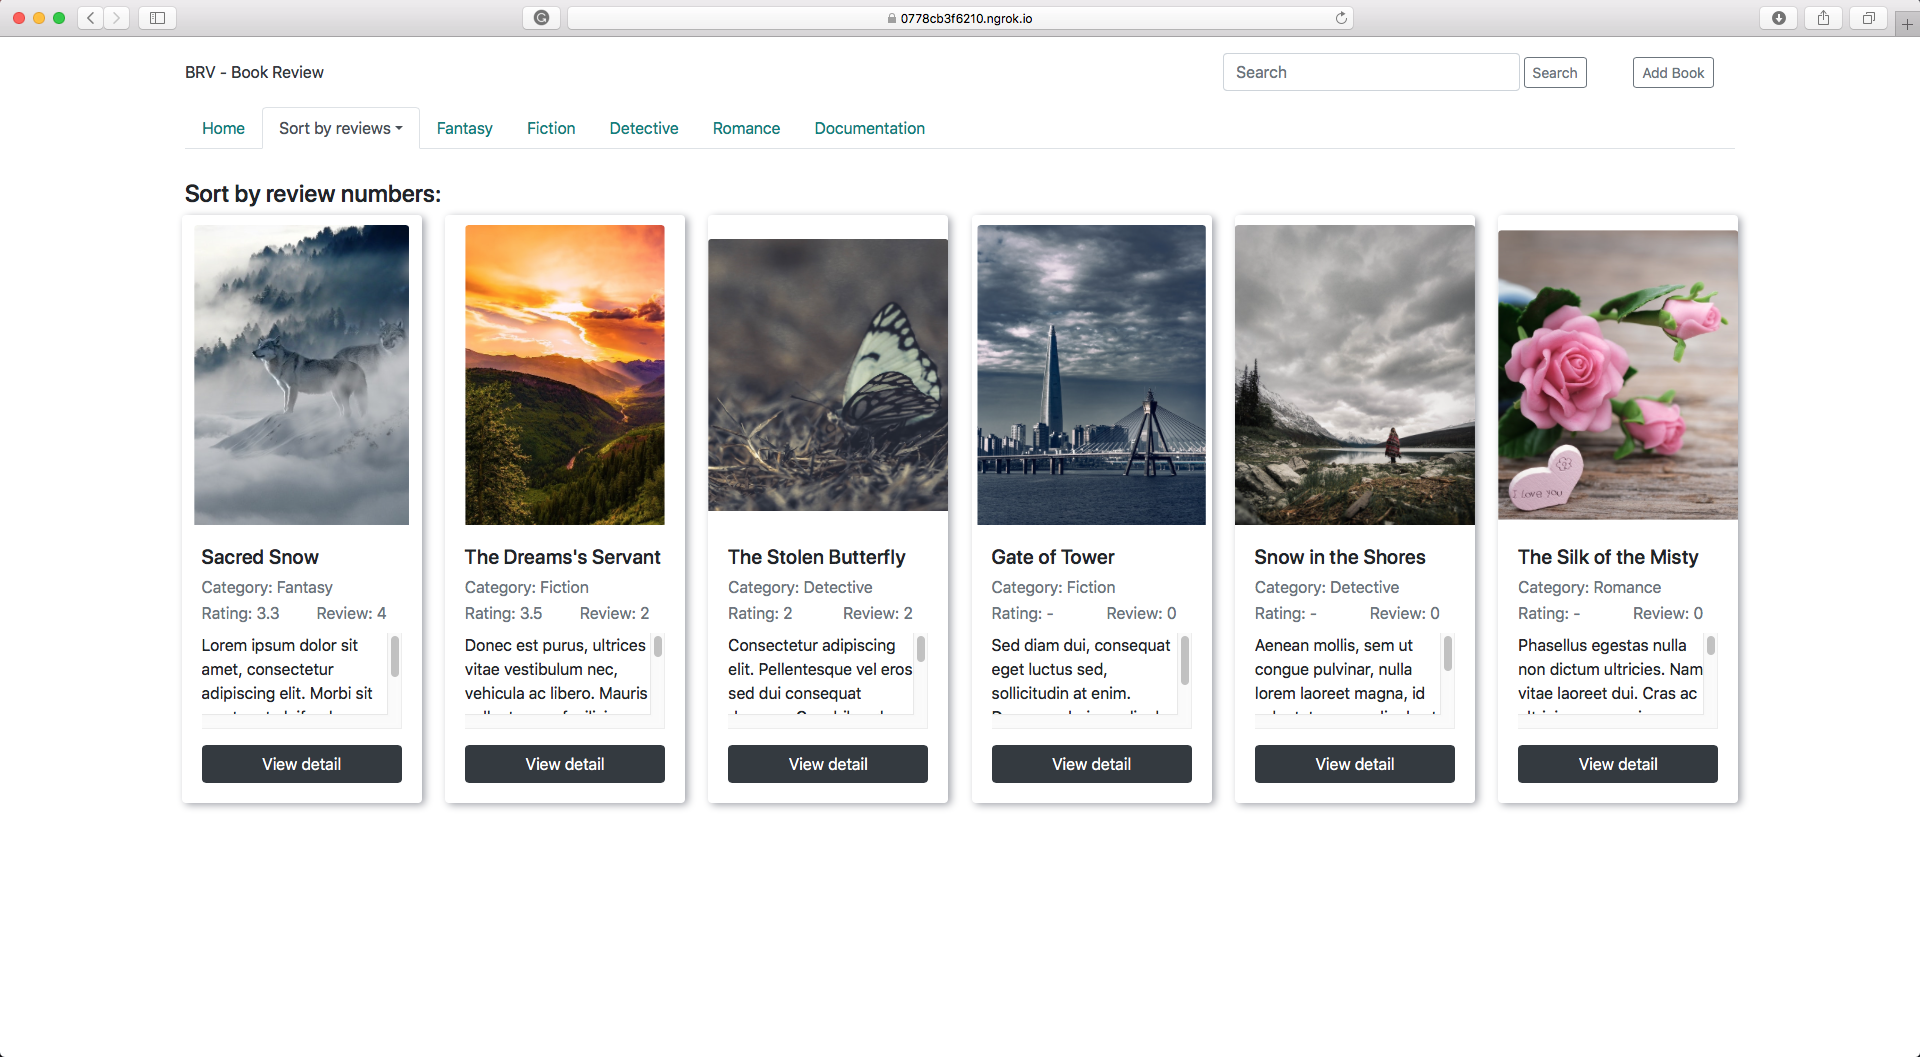 0778cb3f6210.ngrok.io
BRV - Book Review
Search
Search
Add Book
Home
Sort by reviews
Fantasy
Fiction
Detective
Romance
Documentation
Sort by review numbers:
I love you
Sacred Snow
Category: Fantasy
Rating: 3.3 Review: 4
Lorem ipsum dolor sit
amet, consectetur
adipiscing elit. Morbi sit
View detail
The Dreams's Servant
Category: Fiction
Rating: 3.5 Review: 2
Donec est purus, ultrices
vitae vestibulum nec,
vehicula ac libero. Mauris
View detail
The Stolen Butterfly
Category: Detective
Rating: 2 Review: 2
Consectetur adipiscing
elit. Pellentesque vel eros
sed dui consequat
View detail
Gate of Tower
Category: Fiction
Rating: - Review: 0
Sed diam dui, consequat
eget luctus sed,
sollicitudin at enim.
View detail
Snow in the Shores
Category: Detective
Rating: - Review: 0
Aenean mollis, sem ut
congue pulvinar, nulla
lorem laoreet magna, id
View detail
The Silk of the Misty
Category: Romance
Rating: - Review: 0
Phasellus egestas nulla
non dictum ultricies. Nam
vitae laoreet dui. Cras ac
View detail